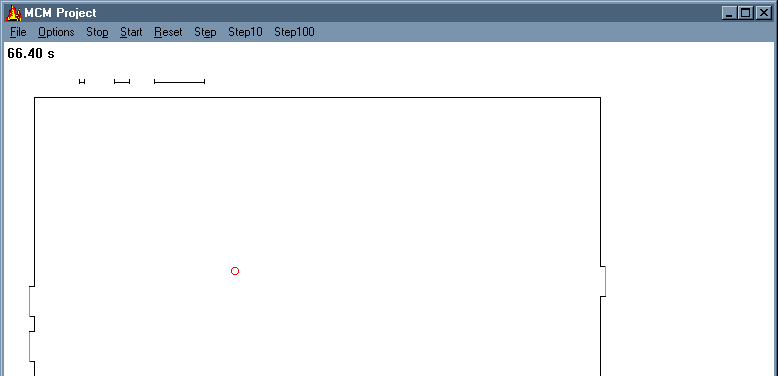 MCM Project
File Options Stop Start Reset Step Step10 Step100
66.40 s